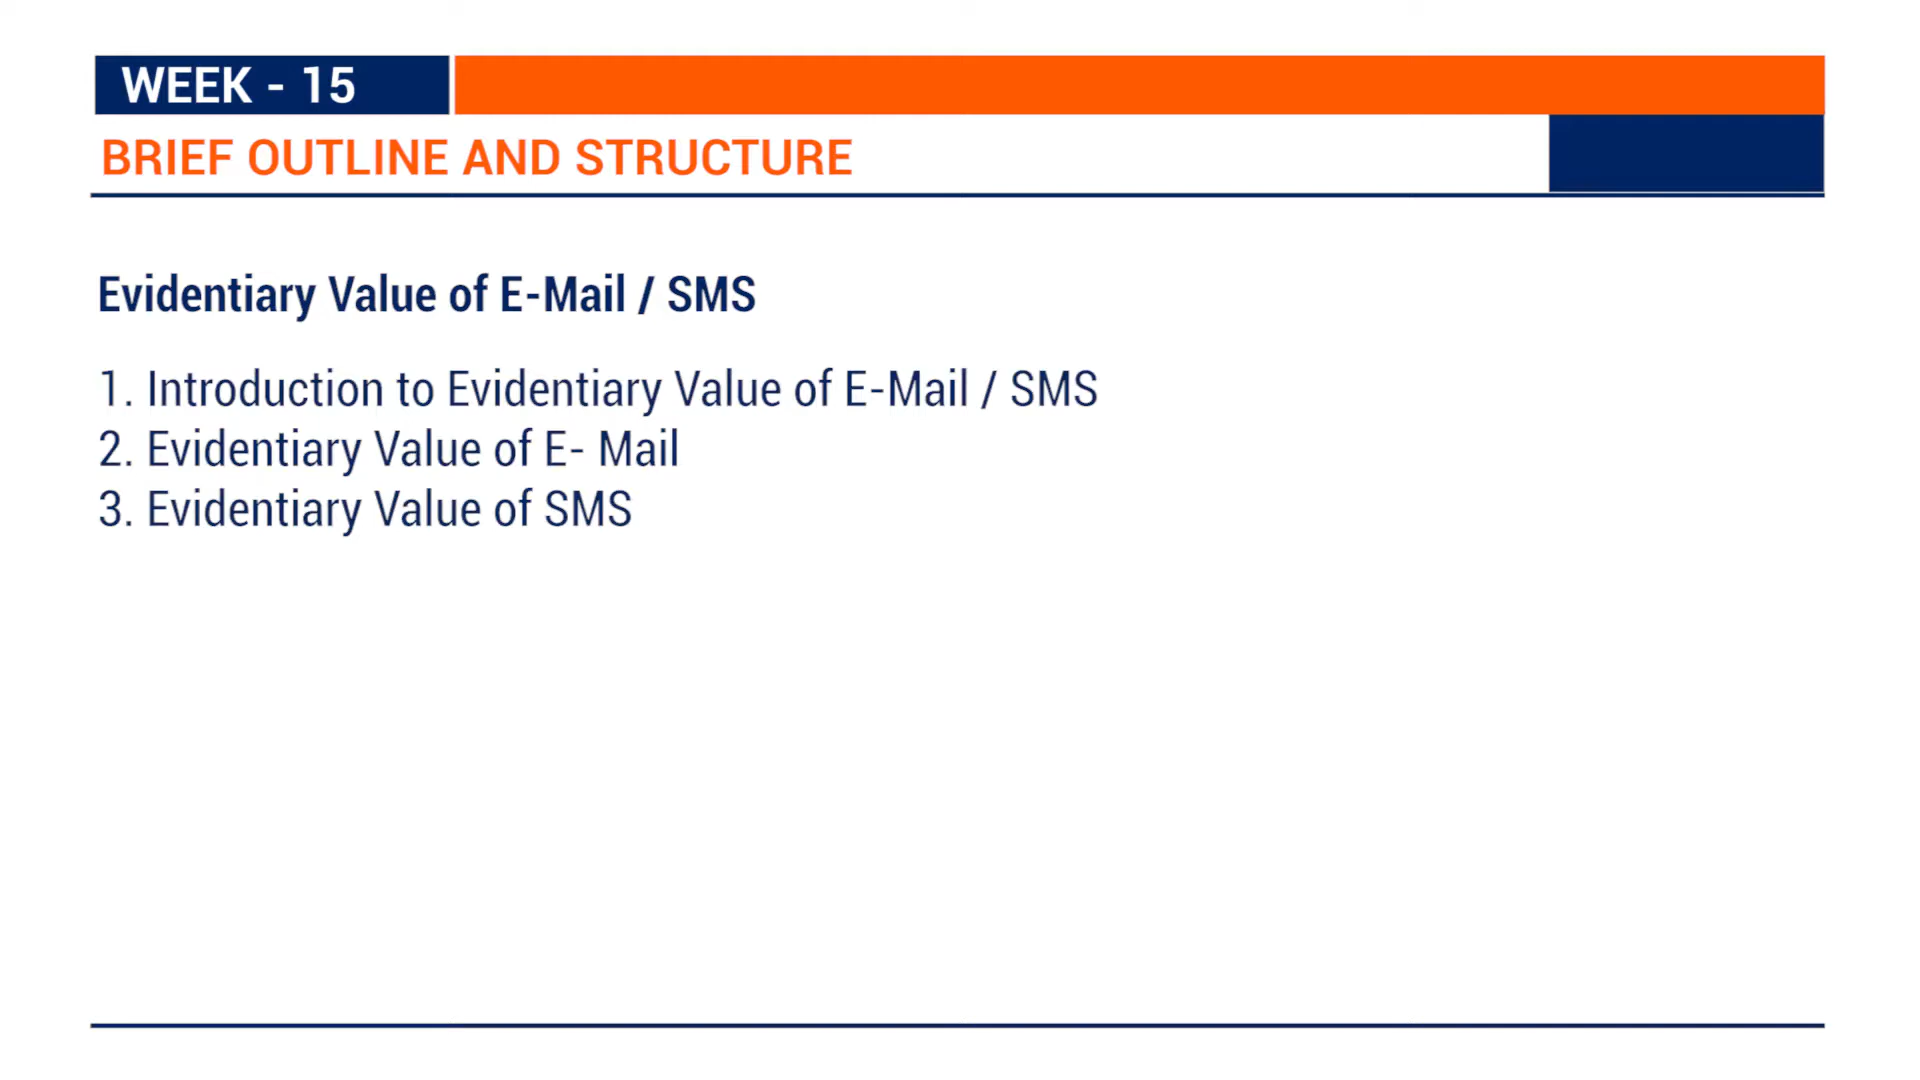 WEEK - 15
BRIEF OUTLINE AND STRUCTURE
Evidentiary Value of E-Mail / SMS
1. Introduction to Evidentiary Value of E-Mail / SMS
2. Evidentiary Value of E- Mail
3. Evidentiary Value of SMS